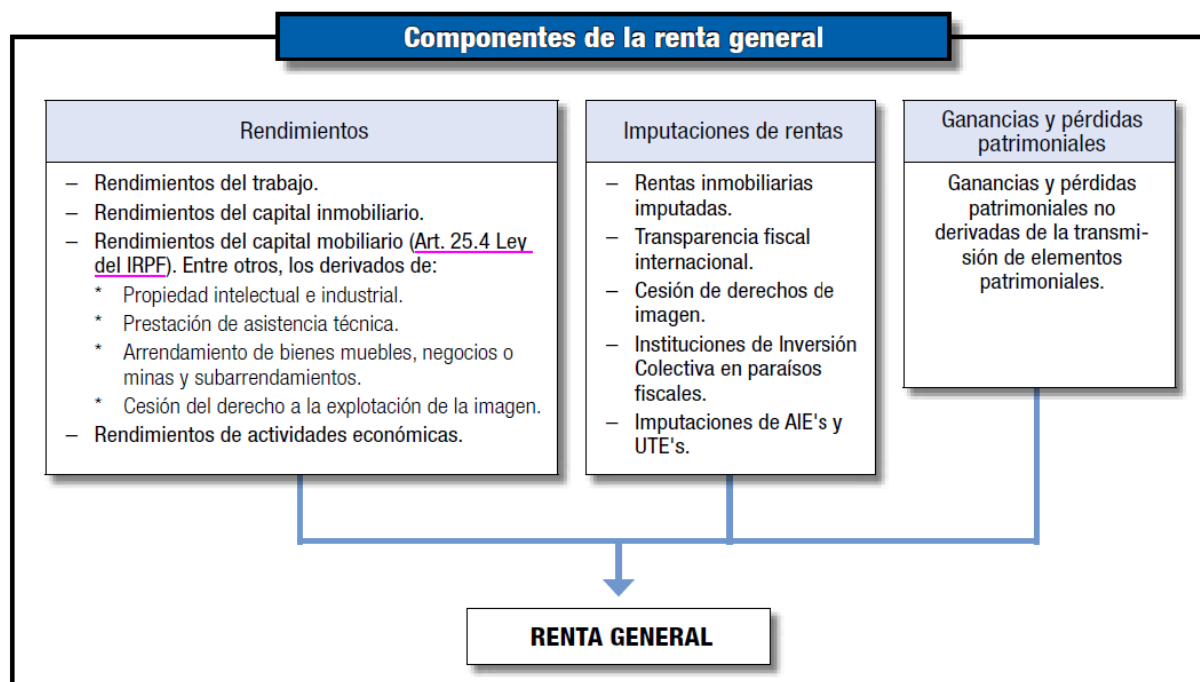 Componentes de la renta general
Rendimientos
– Rendimientos del trabajo.
– Rendimientos del capital inmobiliario.
– Rendimientos del capital mobiliario (Art. 25.4 Ley
del IRPF). Entre otros, los derivados de:
* Propiedad intelectual e industrial.
* Prestación de asistencia técnica.
* Arrendamiento de bienes muebles, negocios o
minas y subarrendamientos.
* Cesión del derecho a la explotación de la imagen.
– Rendimientos de actividades económicas.
Imputaciones de rentas
– Rentas inmobiliarias
imputadas.
– Transparencia fiscal
internacional.
– Cesión de derechos de
imagen.
– Instituciones de Inversión
Colectiva en paraísos
fiscales.
– Imputaciones de AIE's y
UTE's.
Ganancias y pérdidas
patrimoniales
Ganancias y pérdidas
patrimoniales no
derivadas de la transmi-
sión de elementos
patrimoniales.
RENTA GENERAL